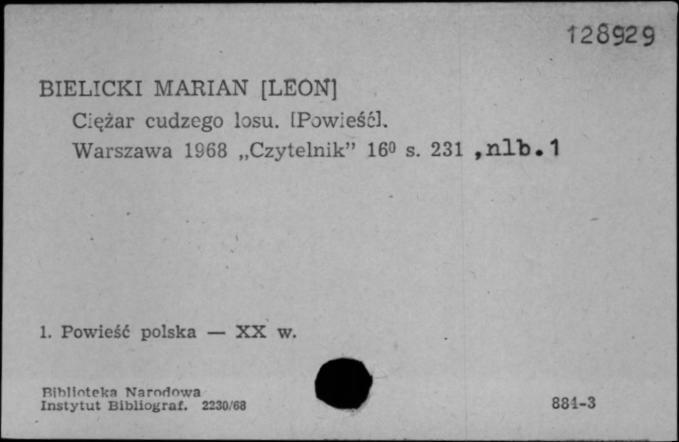 128929
BIELICKI MARIAN [LEON]
Ciężar cudzego losu. [Powieść].
Warszawa 1968 „Czytelnik” 16⁰ s. 231 ,nlb.1
1. Powieść polska — XX w.
Biblioteka Narodowa
Instytut Bibliograf. 2230/68
884-3